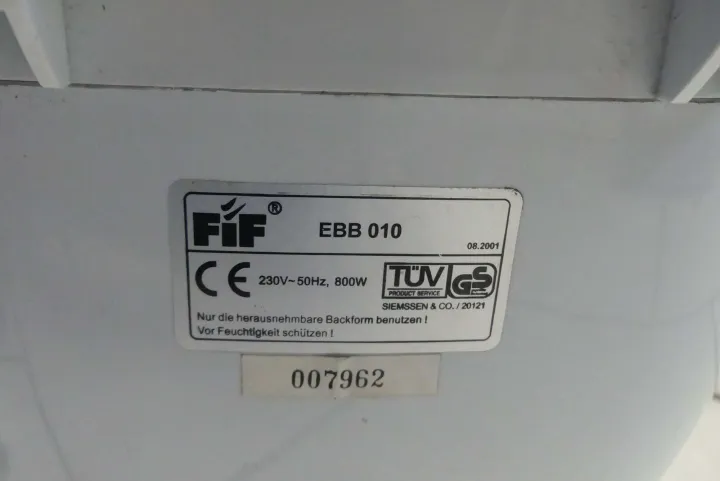 FiF® EBB 010 08.2001
CE 230V~50Hz, 800W TÜV PRODUCT SERVICE GS
SIEMSSEN & CO. / 20121
Nur die herausnehmbare Backform benutzen !
Vor Feuchtigkeit schützen !
007962